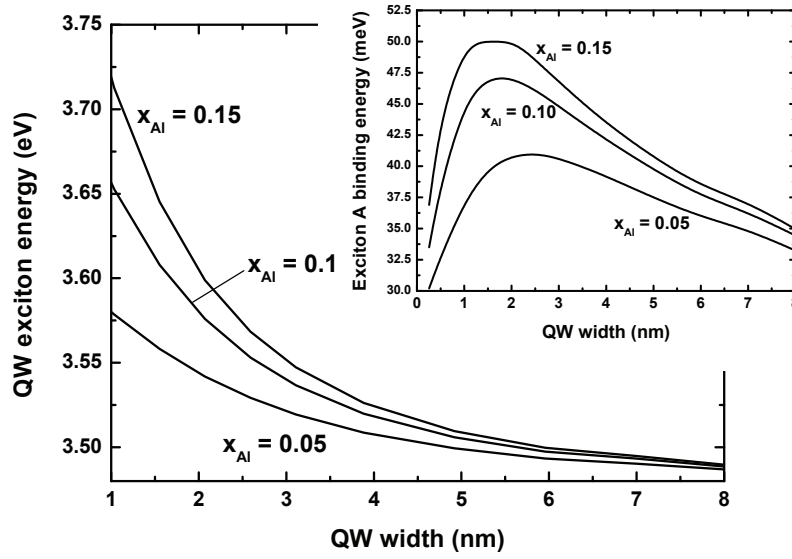 3.75
3.70
3.65
3.60
3.55
3.50
QW exciton energy (eV)
x_Al = 0.15
x_Al = 0.1
x_Al = 0.05
1 2 3 4 5 6 7 8
QW width (nm)
52.5
50.0
47.5
45.0
42.5
40.0
37.5
35.0
32.5
30.0
Exciton A binding energy (meV)
x_Al = 0.15
x_Al = 0.10
x_Al = 0.05
0 1 2 3 4 5 6 7 8
QW width (nm)